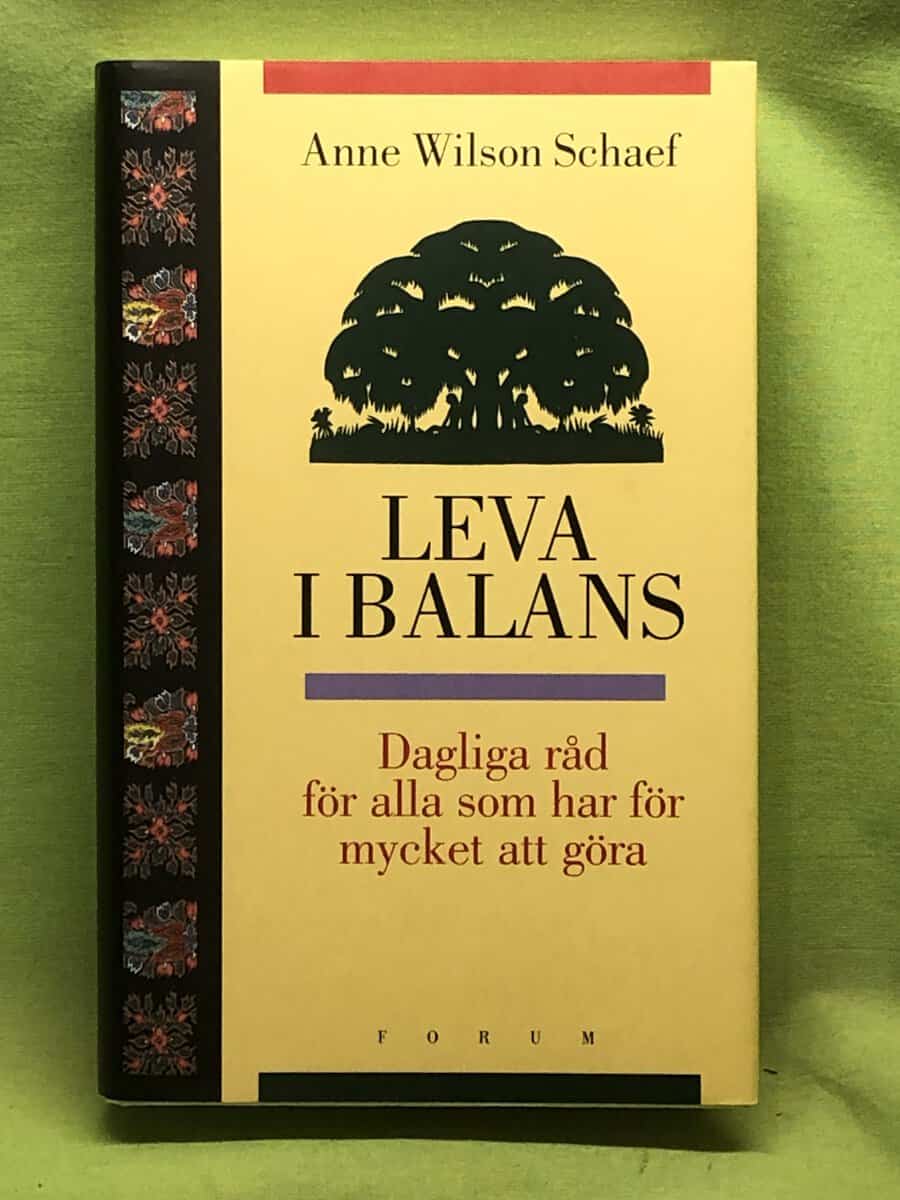 Anne Wilson Schaef
LEVA
I BALANS
Dagliga råd
för alla som har för
mycket att göra
FORUM